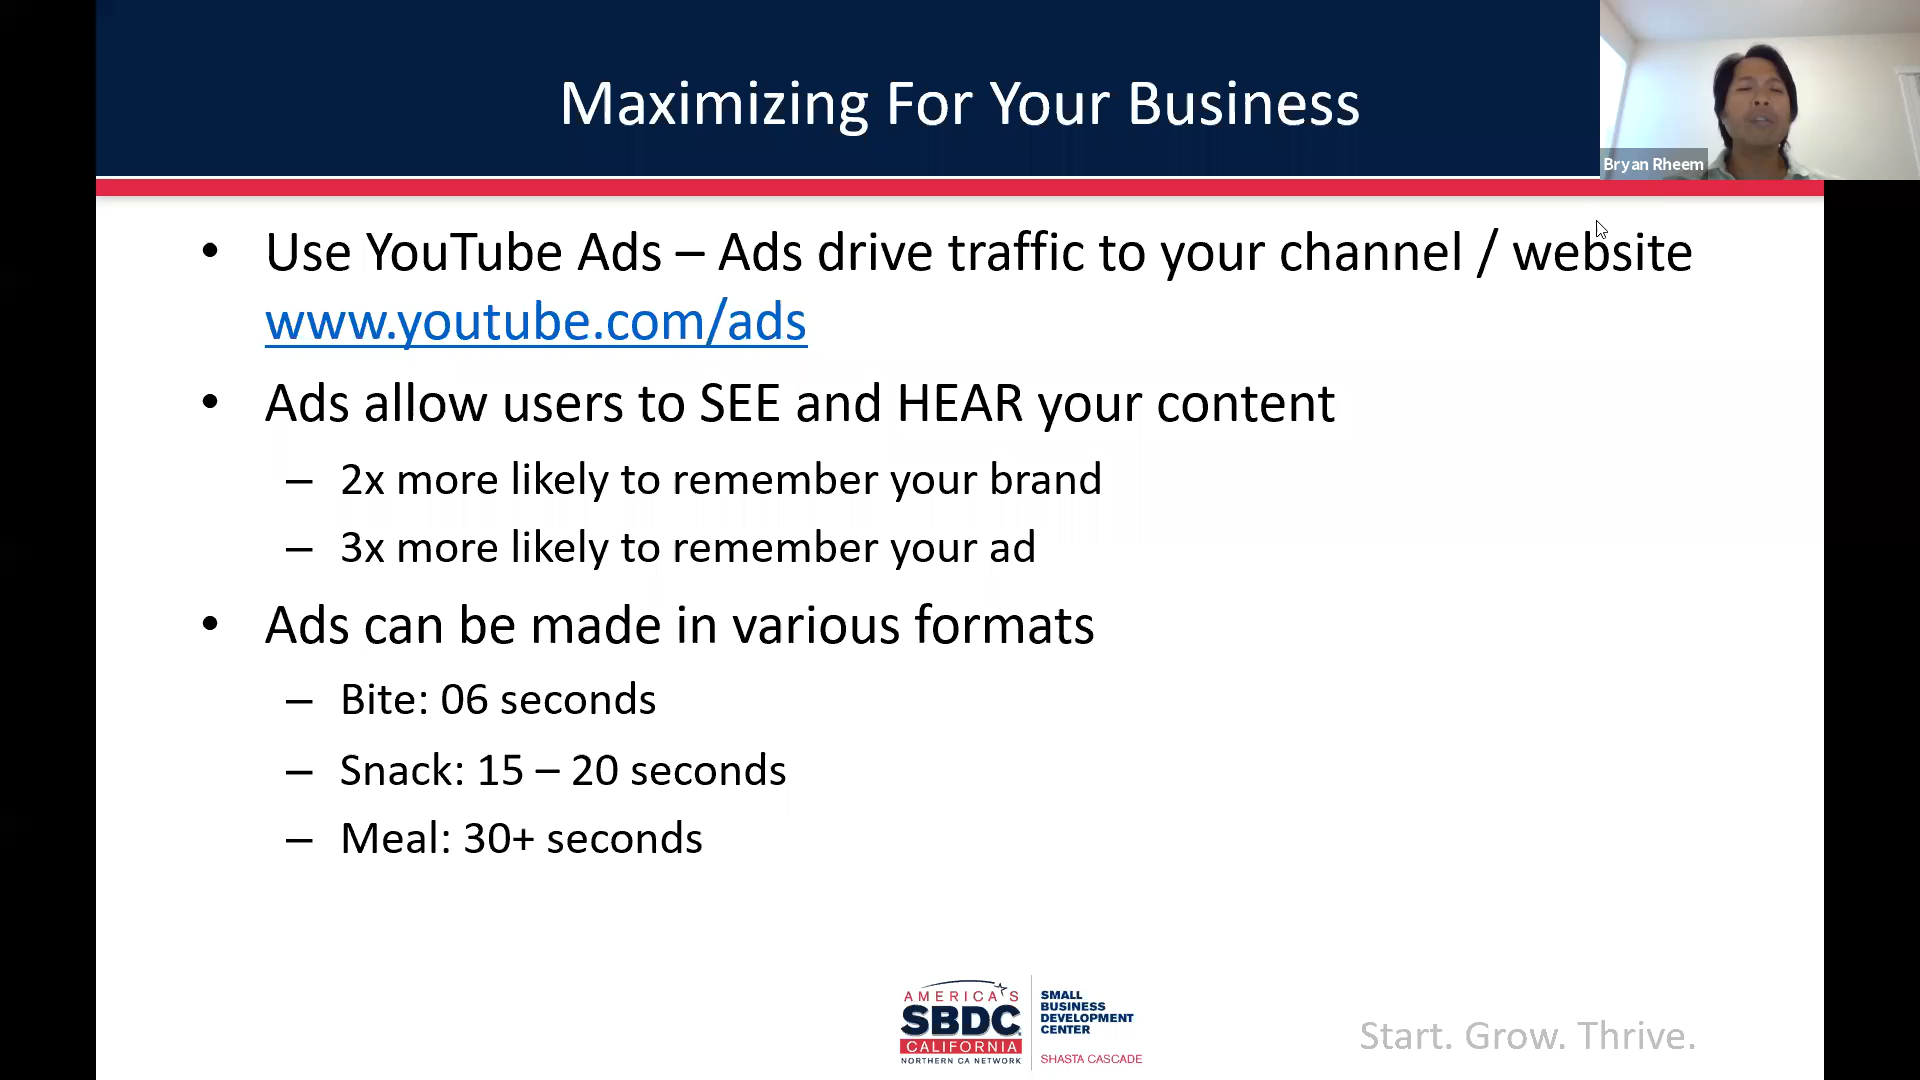 Maximizing For Your Business
Bryan Rheem
• Use YouTube Ads – Ads drive traffic to your channel / website
www.youtube.com/ads
• Ads allow users to SEE and HEAR your content
– 2x more likely to remember your brand
– 3x more likely to remember your ad
• Ads can be made in various formats
– Bite: 06 seconds
– Snack: 15 – 20 seconds
– Meal: 30+ seconds
AMERICA'S
SBDC
CALIFORNIA
NORTHERN CA NETWORK
SMALL
BUSINESS
DEVELOPMENT
CENTER
SHASTA CASCADE
Start. Grow. Thrive.